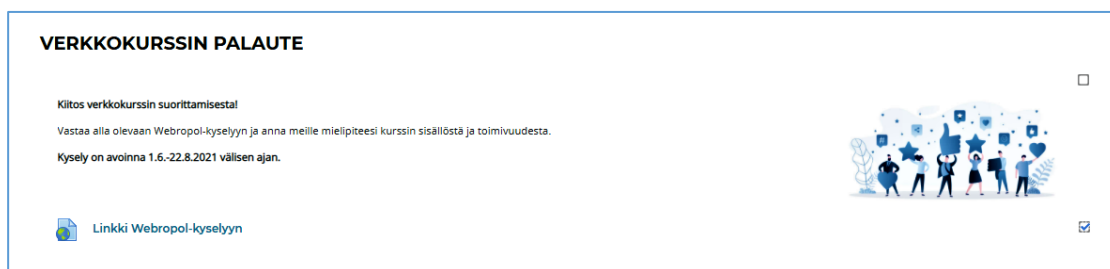 VERKKOKURSSIN PALAUTE
Kiitos verkkokurssin suorittamisesta!
Vastaa alla olevaan Webropol-kyselyyn ja anna meille mielipiteesi kurssin sisällöstä ja toimivuudesta.
Kysely on avoinna 1.6.-22.8.2021 välisen ajan.
Linkki Webropol-kyselyyn